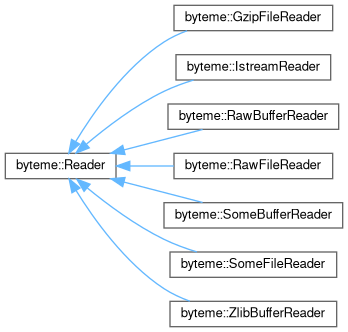 byteme::GzipFileReader
byteme::IstreamReader
byteme::RawBufferReader
byteme::Reader
byteme::RawFileReader
byteme::SomeBufferReader
byteme::SomeFileReader
byteme::ZlibBufferReader